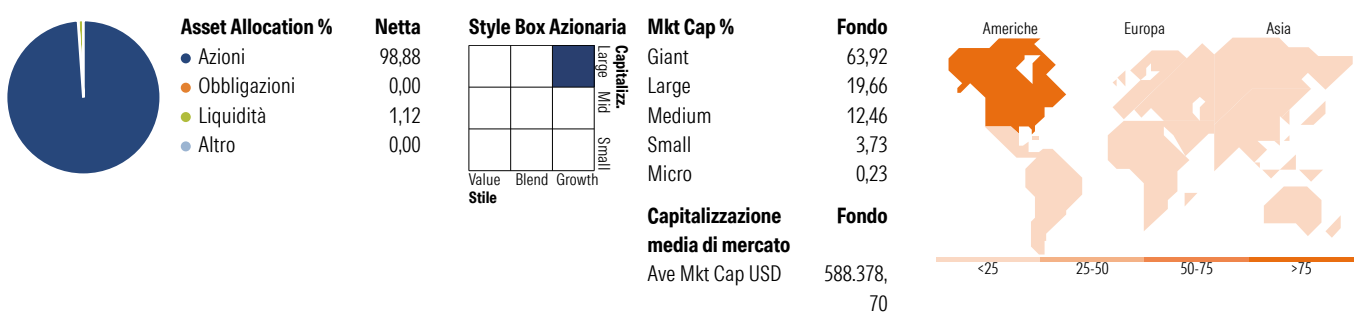 Asset Allocation % Netta
Azioni 98,88
Obbligazioni 0,00
Liquidità 1,12
Altro 0,00
Style Box Azionaria
Capitalizz.
Large Mid Small
Value Blend Growth
Stile
Mkt Cap % Fondo
Giant 63,92
Large 19,66
Medium 12,46
Small 3,73
Micro 0,23
Capitalizzazione Fondo
media di mercato
Ave Mkt Cap USD 588.378,
70
Americhe Europa Asia
<25 25-50 50-75 >75